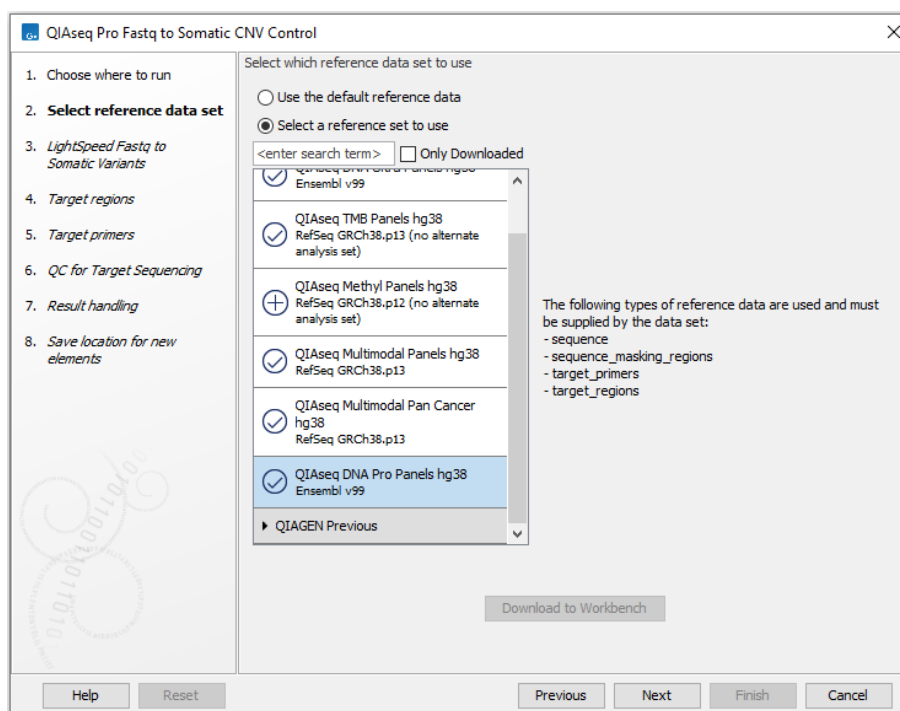 QIAseq Pro Fastq to Somatic CNV Control
1. Choose where to run
2. Select reference data set
3. LightSpeed Fastq to
Somatic Variants
4. Target regions
5. Target primers
6. QC for Target Sequencing
7. Result handling
8. Save location for new
elements
Select which reference data set to use
Use the default reference data
Select a reference set to use
<enter search term>
Only Downloaded
QIAseq DNA Ultra Panels hg38
Ensembl v99
QIAseq TMB Panels hg38
RefSeq GRCh38.p13 (no alternate
analysis set)
QIAseq Methyl Panels hg38
RefSeq GRCh38.p12 (no alternate
analysis set)
QIAseq Multimodal Panels hg38
RefSeq GRCh38.p13
QIAseq Multimodal Pan Cancer
hg38
RefSeq GRCh38.p13
QIAseq DNA Pro Panels hg38
Ensembl v99
QIAGEN Previous
The following types of reference data are used and must
be supplied by the data set:
- sequence
- sequence_masking_regions
- target_primers
- target_regions
Download to Workbench
Help
Reset
Previous
Next
Finish
Cancel